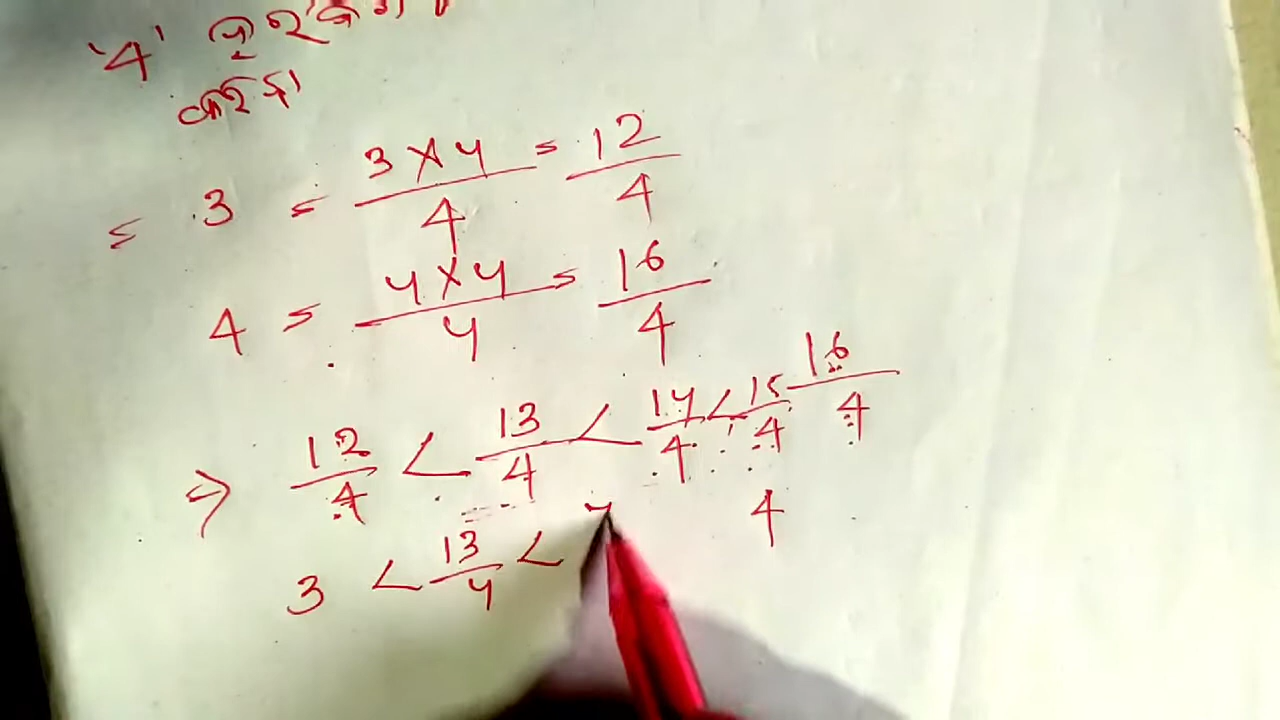 '4'
= 3 = 3×4/4 = 12/4
4 = 4×4/4 = 16/4
⇒ 12/4 < 13/4 < 14/4 < 15/4 16/4
3 < 13/4 < 4